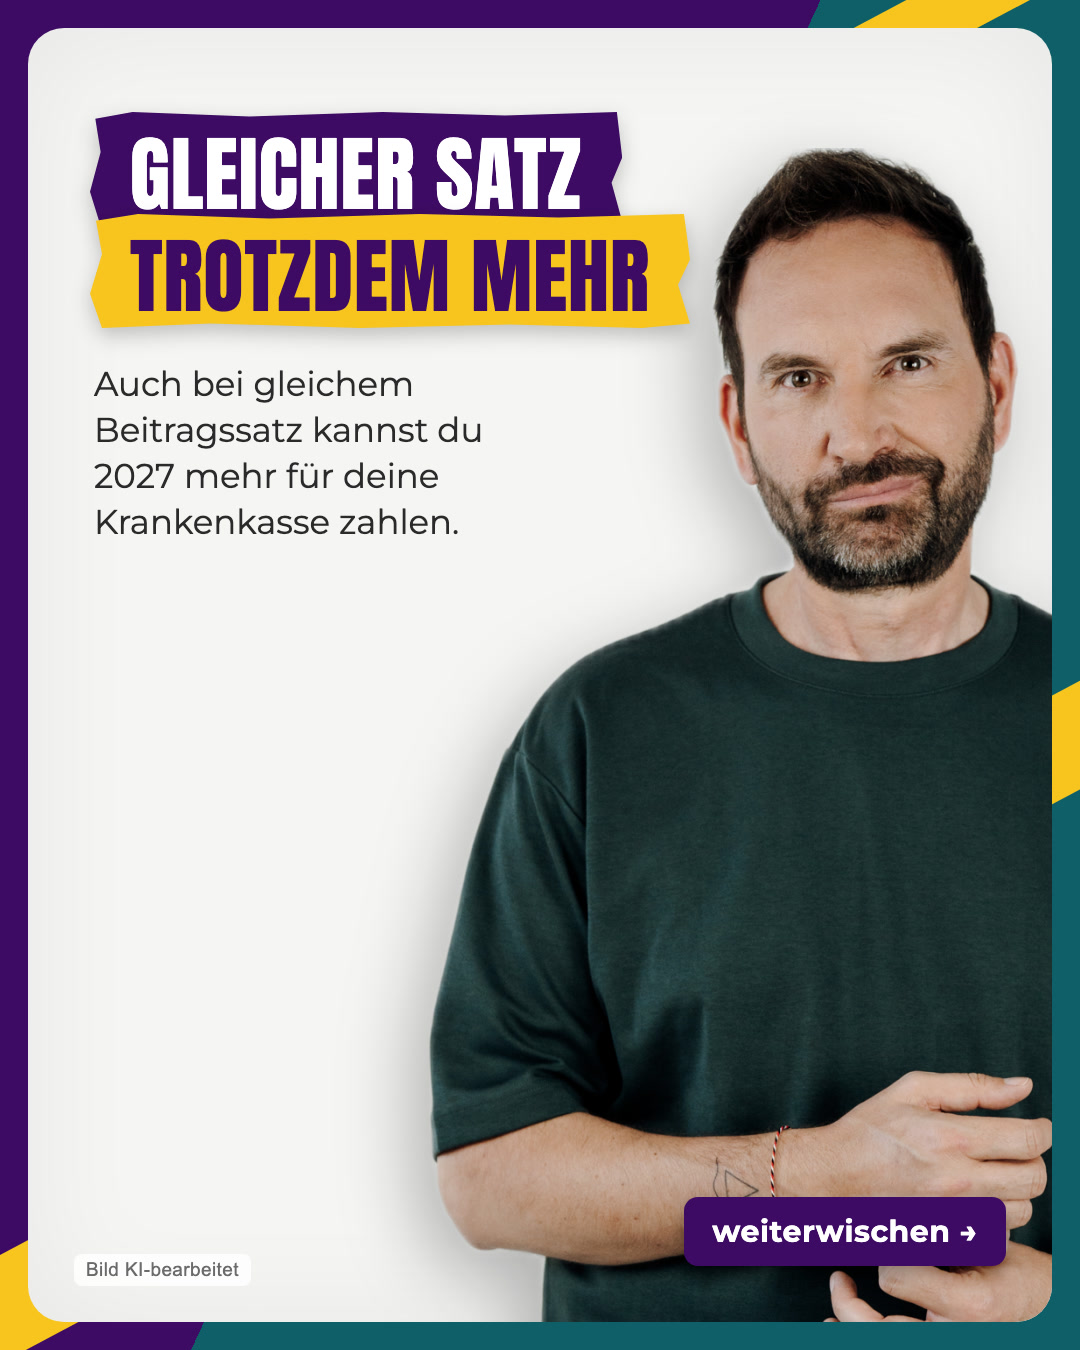 GLEICHER SATZ
TROTZDEM MEHR
Auch bei gleichem
Beitragssatz kannst du
2027 mehr für deine
Krankenkasse zahlen.
weiterwischen →
Bild KI-bearbeitet